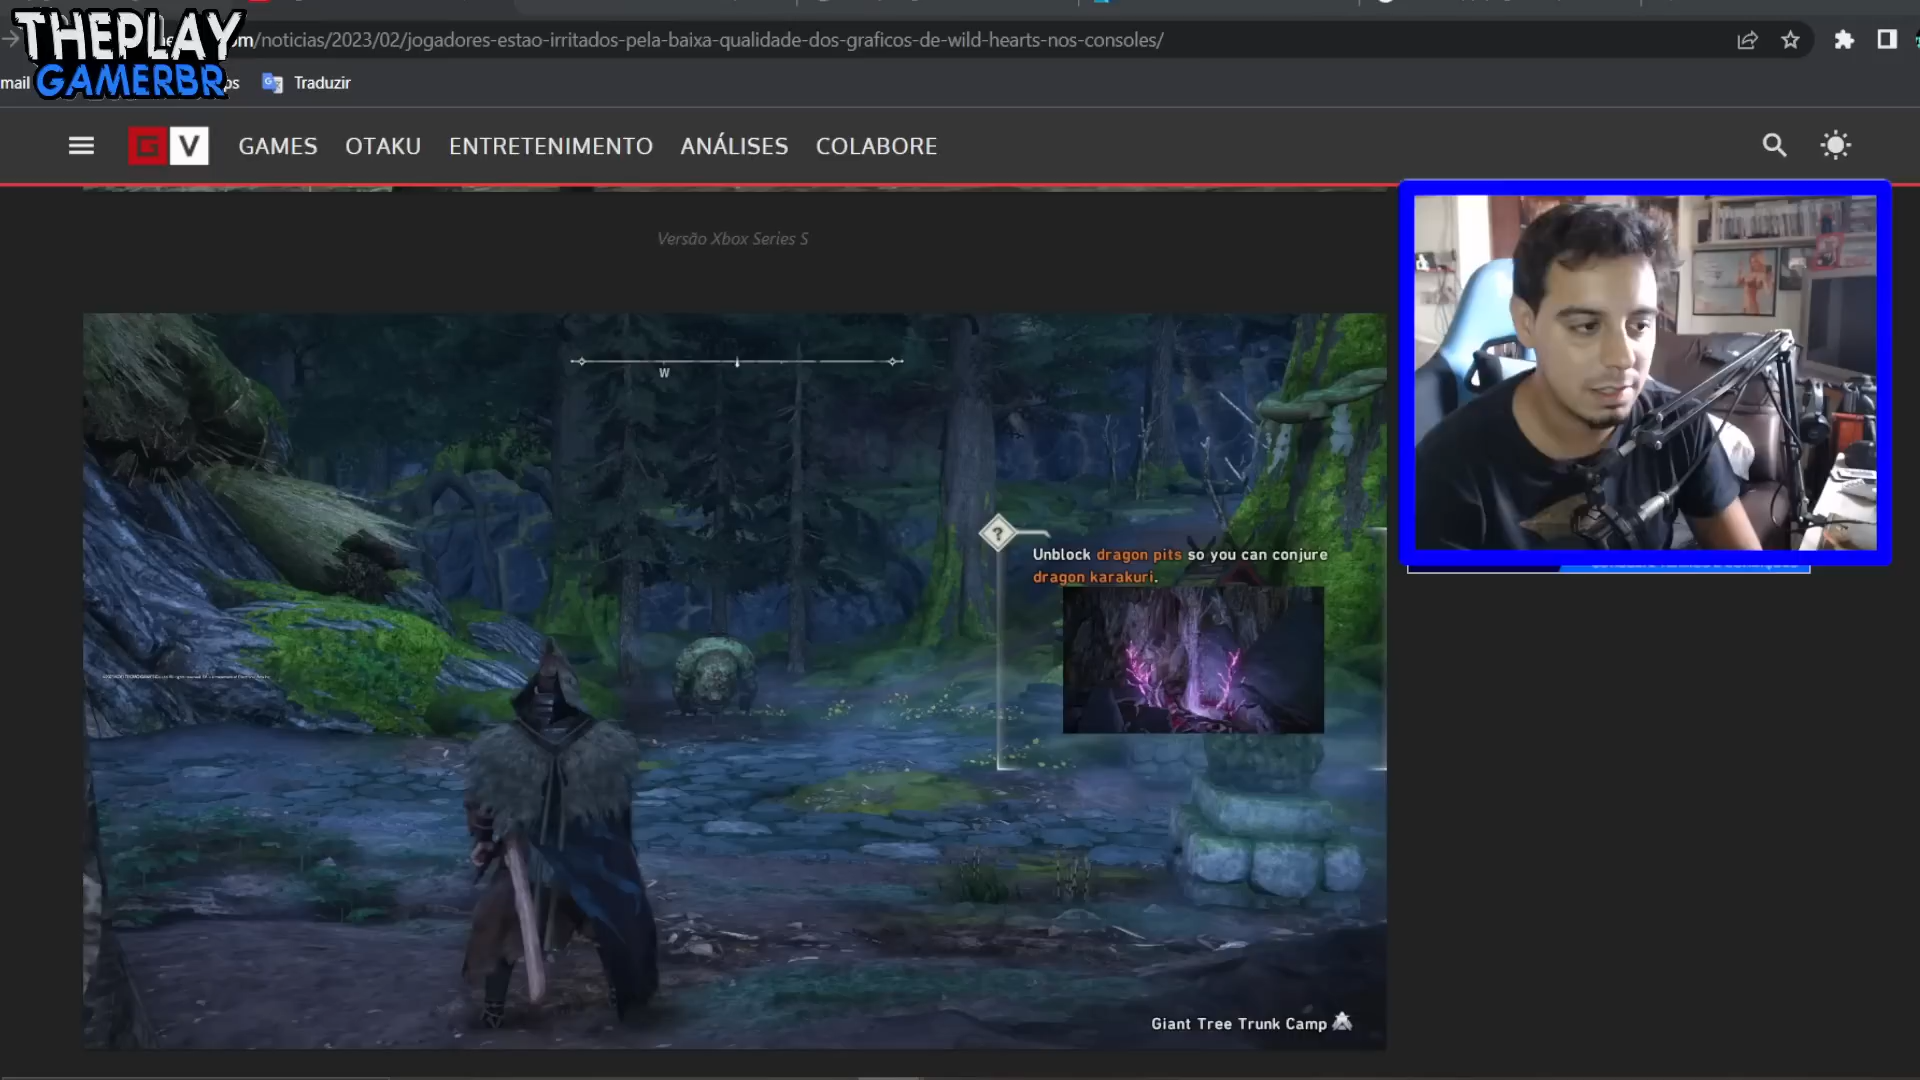 THEPLAY
GAMERBR
om/noticias/2023/02/jogadores-estao-irritados-pela-baixa-qualidade-dos-graficos-de-wild-hearts-nos-consoles/
mail
ps
Traduzir
G V
GAMES
OTAKU
ENTRETENIMENTO
ANÁLISES
COLABORE
Versão Xbox Series S
W
?
Unblock dragon pits so you can conjure
dragon karakuri.
Giant Tree Trunk Camp